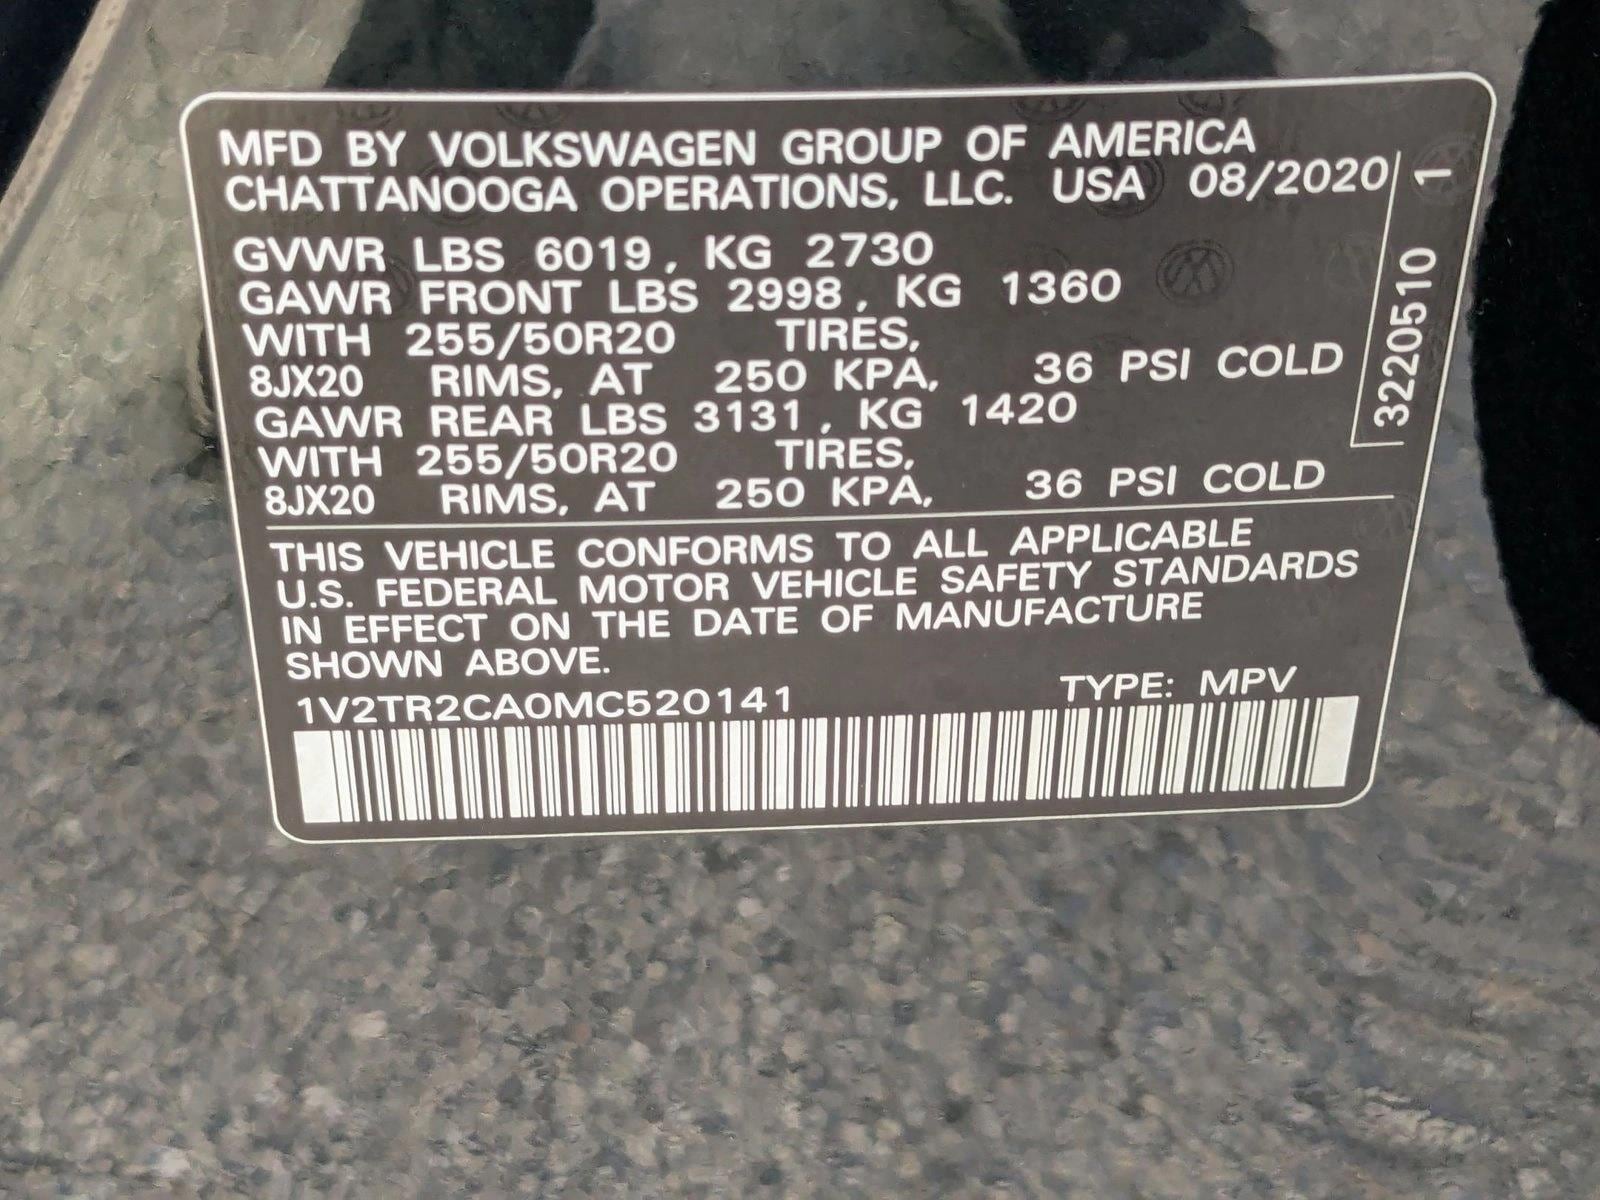 MFD BY VOLKSWAGEN GROUP OF AMERICA
CHATTANOOGA OPERATIONS, LLC. USA 08/2020
GVWR LBS 6019, KG 2730
GAWR FRONT LBS 2998, KG 1360
WITH 255/50R20 TIRES,
8JX20 RIMS, AT 250 KPA, 36 PSI COLD
GAWR REAR LBS 3131, KG 1420
WITH 255/50R20 TIRES,
8JX20 RIMS, AT 250 KPA, 36 PSI COLD
THIS VEHICLE CONFORMS TO ALL APPLICABLE
U.S. FEDERAL MOTOR VEHICLE SAFETY STANDARDS
IN EFFECT ON THE DATE OF MANUFACTURE
SHOWN ABOVE.
1V2TR2CA0MC520141 TYPE: MPV
3220510 1